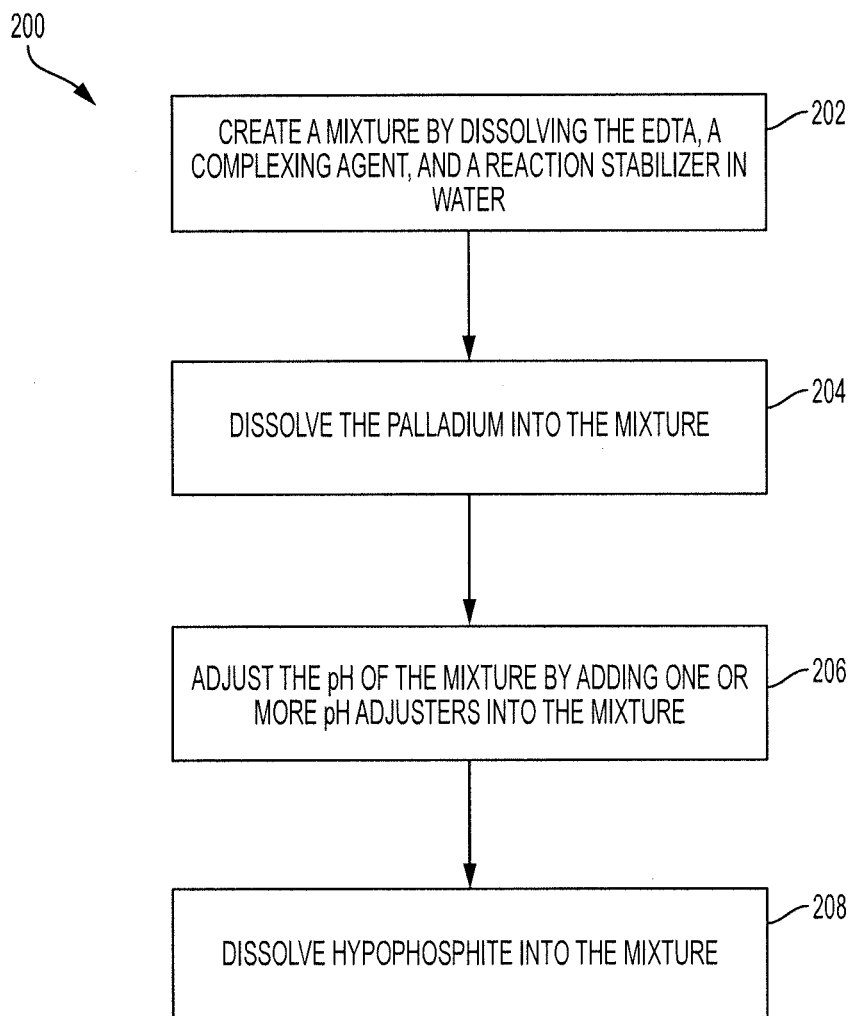 200
202
CREATE A MIXTURE BY DISSOLVING THE EDTA, A
COMPLEXING AGENT, AND A REACTION STABILIZER IN
WATER
204
DISSOLVE THE PALLADIUM INTO THE MIXTURE
206
ADJUST THE pH OF THE MIXTURE BY ADDING ONE OR
MORE pH ADJUSTERS INTO THE MIXTURE
208
DISSOLVE HYPOPHOSPHITE INTO THE MIXTURE